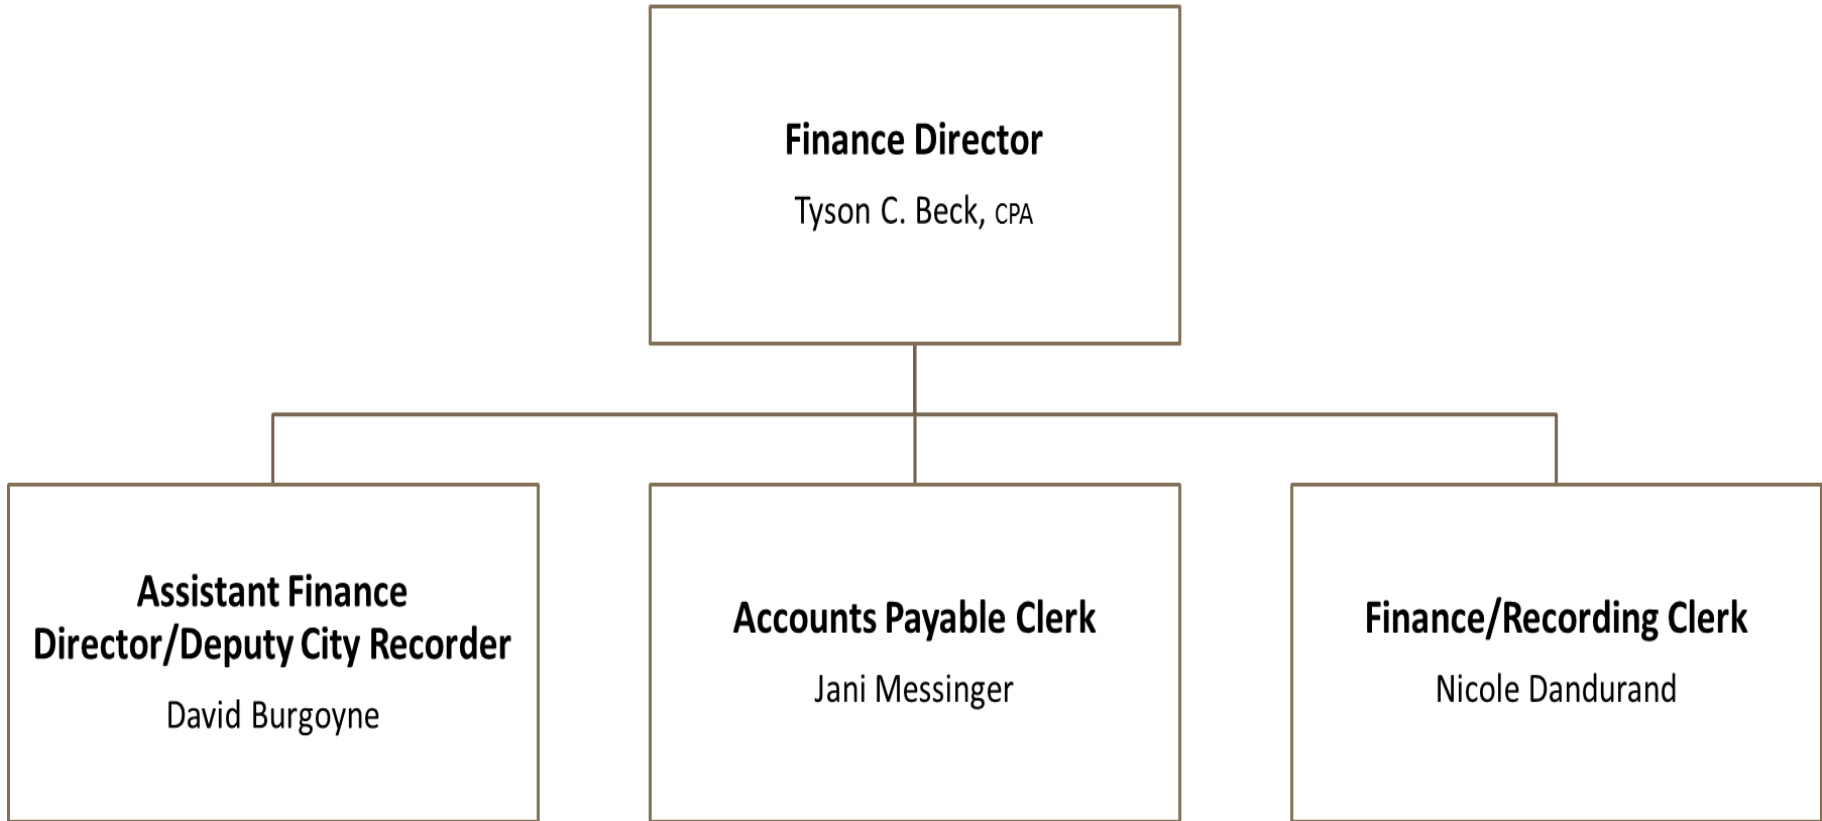 Finance Director
Tyson C. Beck, CPA
Assistant Finance
Director/Deputy City Recorder
David Burgoyne
Accounts Payable Clerk
Jani Messinger
Finance/Recording Clerk
Nicole Dandurand